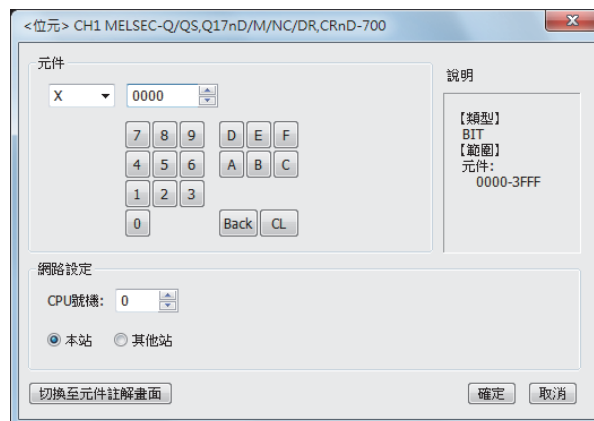 <位元> CH1 MELSEC-Q/QS,Q17nD/M/NC/DR,CRnD-700
元件
X 0000
7 8 9 D E F
4 5 6 A B C
1 2 3
0 Back CL
說明
【類型】
BIT
【範圍】
元件:
0000-3FFF
網路設定
CPU號機: 0
本站 其他站
切換至元件註解畫面 確定 取消